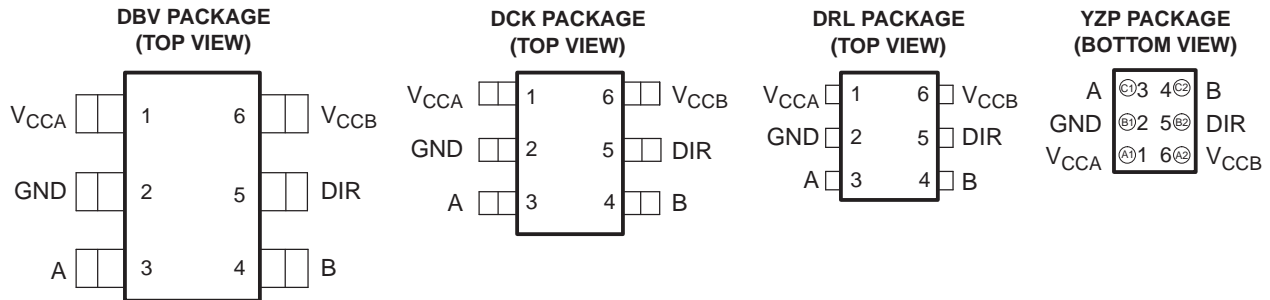 DBV PACKAGE
(TOP VIEW)
VCCA 1 6 VCCB
GND 2 5 DIR
A 3 4 B
DCK PACKAGE
(TOP VIEW)
VCCA 1 6 VCCB
GND 2 5 DIR
A 3 4 B
DRL PACKAGE
(TOP VIEW)
VCCA 1 6 VCCB
GND 2 5 DIR
A 3 4 B
YZP PACKAGE
(BOTTOM VIEW)
A C1 3 4 C2 B
GND B1 2 5 B2 DIR
VCCA A1 1 6 A2 VCCB